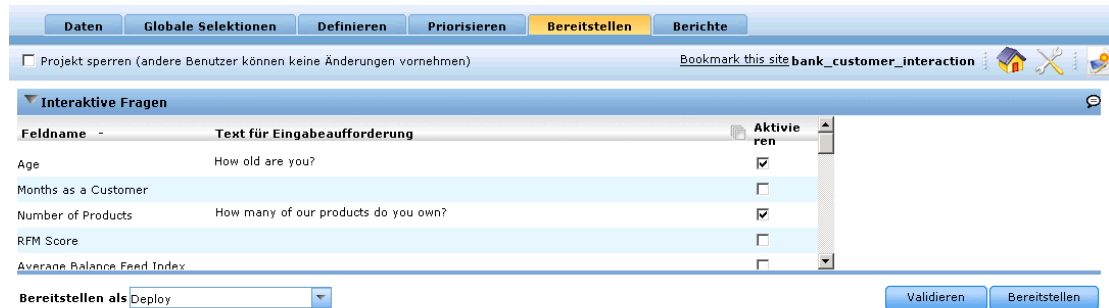 Daten Globale Selektionen Definieren Priorisieren Bereitstellen Berichte
Projekt sperren (andere Benutzer können keine Änderungen vornehmen) Bookmark this site bank_customer_interaction
Interaktive Fragen
Feldname - Text für Eingabeaufforderung Aktivie
ren
Age How old are you?
Months as a Customer
Number of Products How many of our products do you own?
RFM Score
Average Balance Feed Index
Bereitstellen als Deploy Validieren Bereitstellen